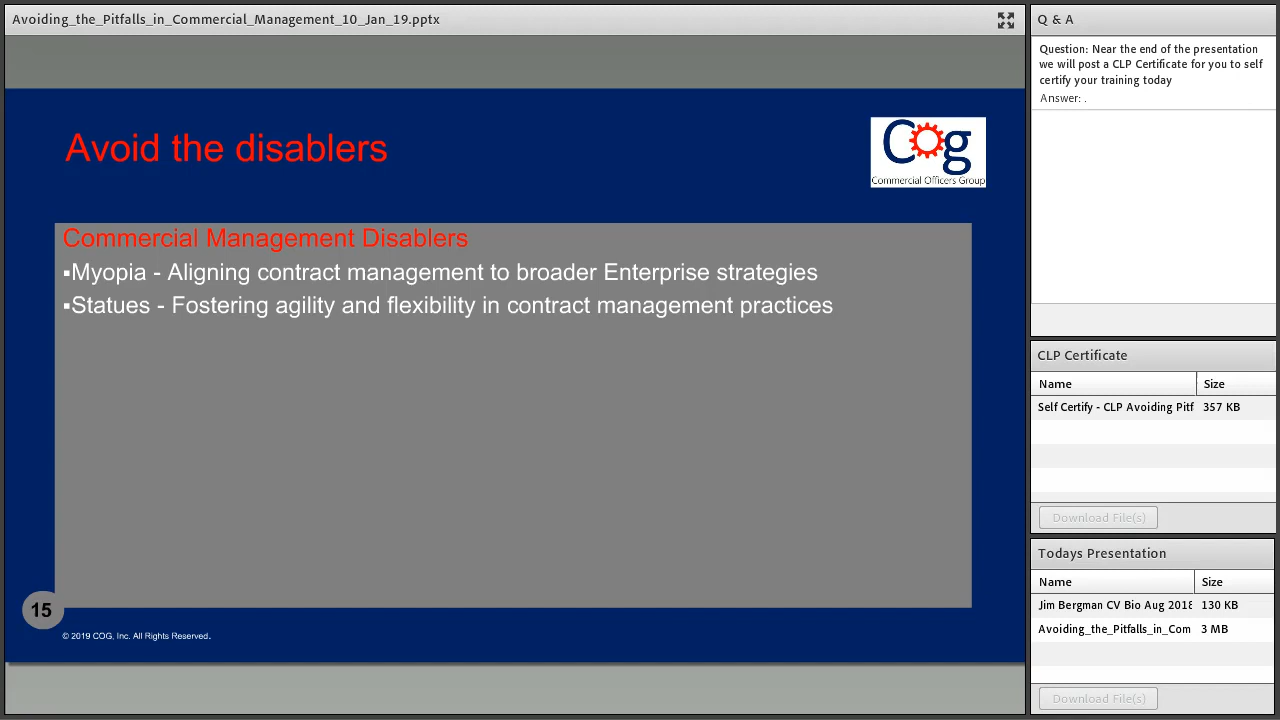 Avoiding_the_Pitfalls_in_Commercial_Management_10_Jan_19.pptx
Avoid the disablers
Cog
Commercial Officers Group
Commercial Management Disablers
▪Myopia - Aligning contract management to broader Enterprise strategies
▪Statues - Fostering agility and flexibility in contract management practices
15
© 2019 COG, Inc. All Rights Reserved.
Q & A
Question: Near the end of the presentation
we will post a CLP Certificate for you to self
certify your training today
Answer: .
CLP Certificate
Name Size
Self Certify - CLP Avoiding Pitf 357 KB
Download File(s)
Todays Presentation
Name Size
Jim Bergman CV Bio Aug 2018 130 KB
Avoiding_the_Pitfalls_in_Com 3 MB
Download File(s)